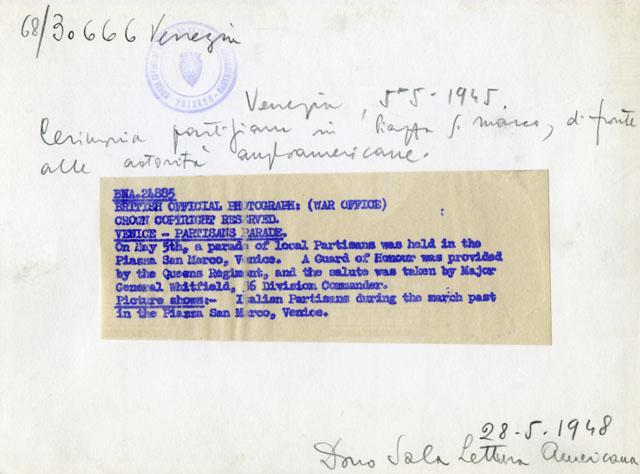 68/30666 Venezia
Venezia, 5-5-1945.
Cerimonia partigiana in Piazza S. Marco, di fronte
alle autorità angloamericane.
BNA.24885
BRITISH OFFICIAL PHOTOGRAPH: (WAR OFFICE)
CROWN COPYRIGHT RESERVED.
VENICE - PARTISANS PARADE.
On May 5th, a parade of local Partisans was held in the
Piazza San Marco, Venice. A Guard of Honour was provided
by the Queens Regiment, and the salute was taken by Major
General Whitfield, 56 Division Commander.
Picture shows:- Italian Partisans during the march past
in the Piazza San Marco, Venice.
28-5-1948
Dono Sala Lettura Americana